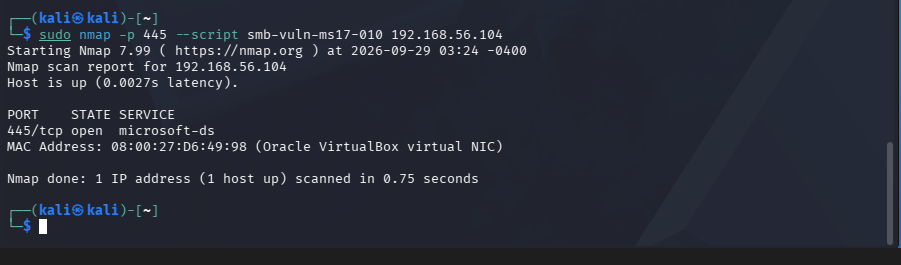 ┌──(kali㉿kali)-[~]
└─$ sudo nmap -p 445 --script smb-vuln-ms17-010 192.168.56.104
Starting Nmap 7.99 ( https://nmap.org ) at 2026-09-29 03:24 -0400
Nmap scan report for 192.168.56.104
Host is up (0.0027s latency).
PORT    STATE SERVICE
445/tcp open  microsoft-ds
MAC Address: 08:00:27:D6:49:98 (Oracle VirtualBox virtual NIC)
Nmap done: 1 IP address (1 host up) scanned in 0.75 seconds
┌──(kali㉿kali)-[~]
└─$